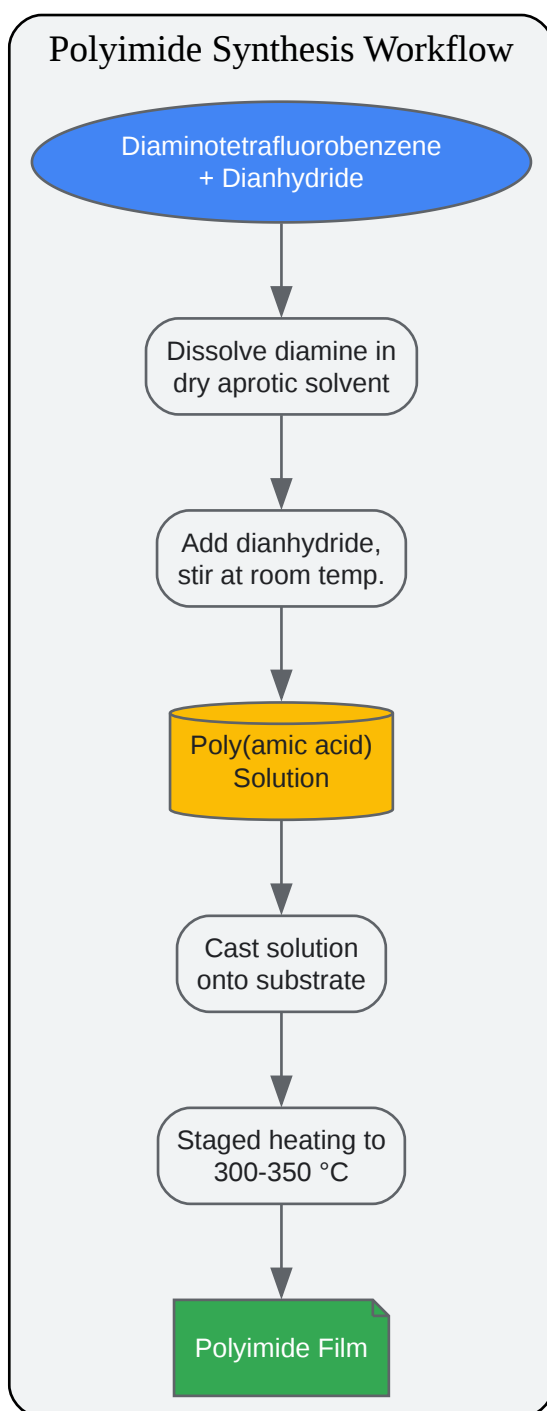 Polyimide Synthesis Workflow
Diaminotetrafluorobenzene
+ Dianhydride
Dissolve diamine in
dry aprotic solvent
Add dianhydride,
stir at room temp.
Poly(amic acid)
Solution
Cast solution
onto substrate
Staged heating to
300-350 °C
Polyimide Film